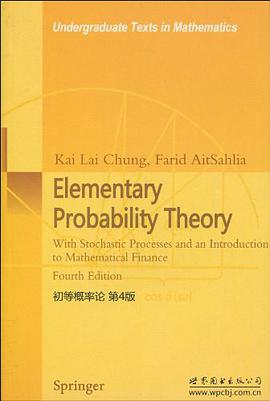 Undergraduate Texts in Mathematics
Kai Lai Chung, Farid AitSahlia
Elementary
Probability Theory
With Stochastic Processes and an Introduction
to Mathematical Finance
Fourth Edition
初等概率论 第4版
Springer
世界图书出版公司
www.wpcbj.com.cn